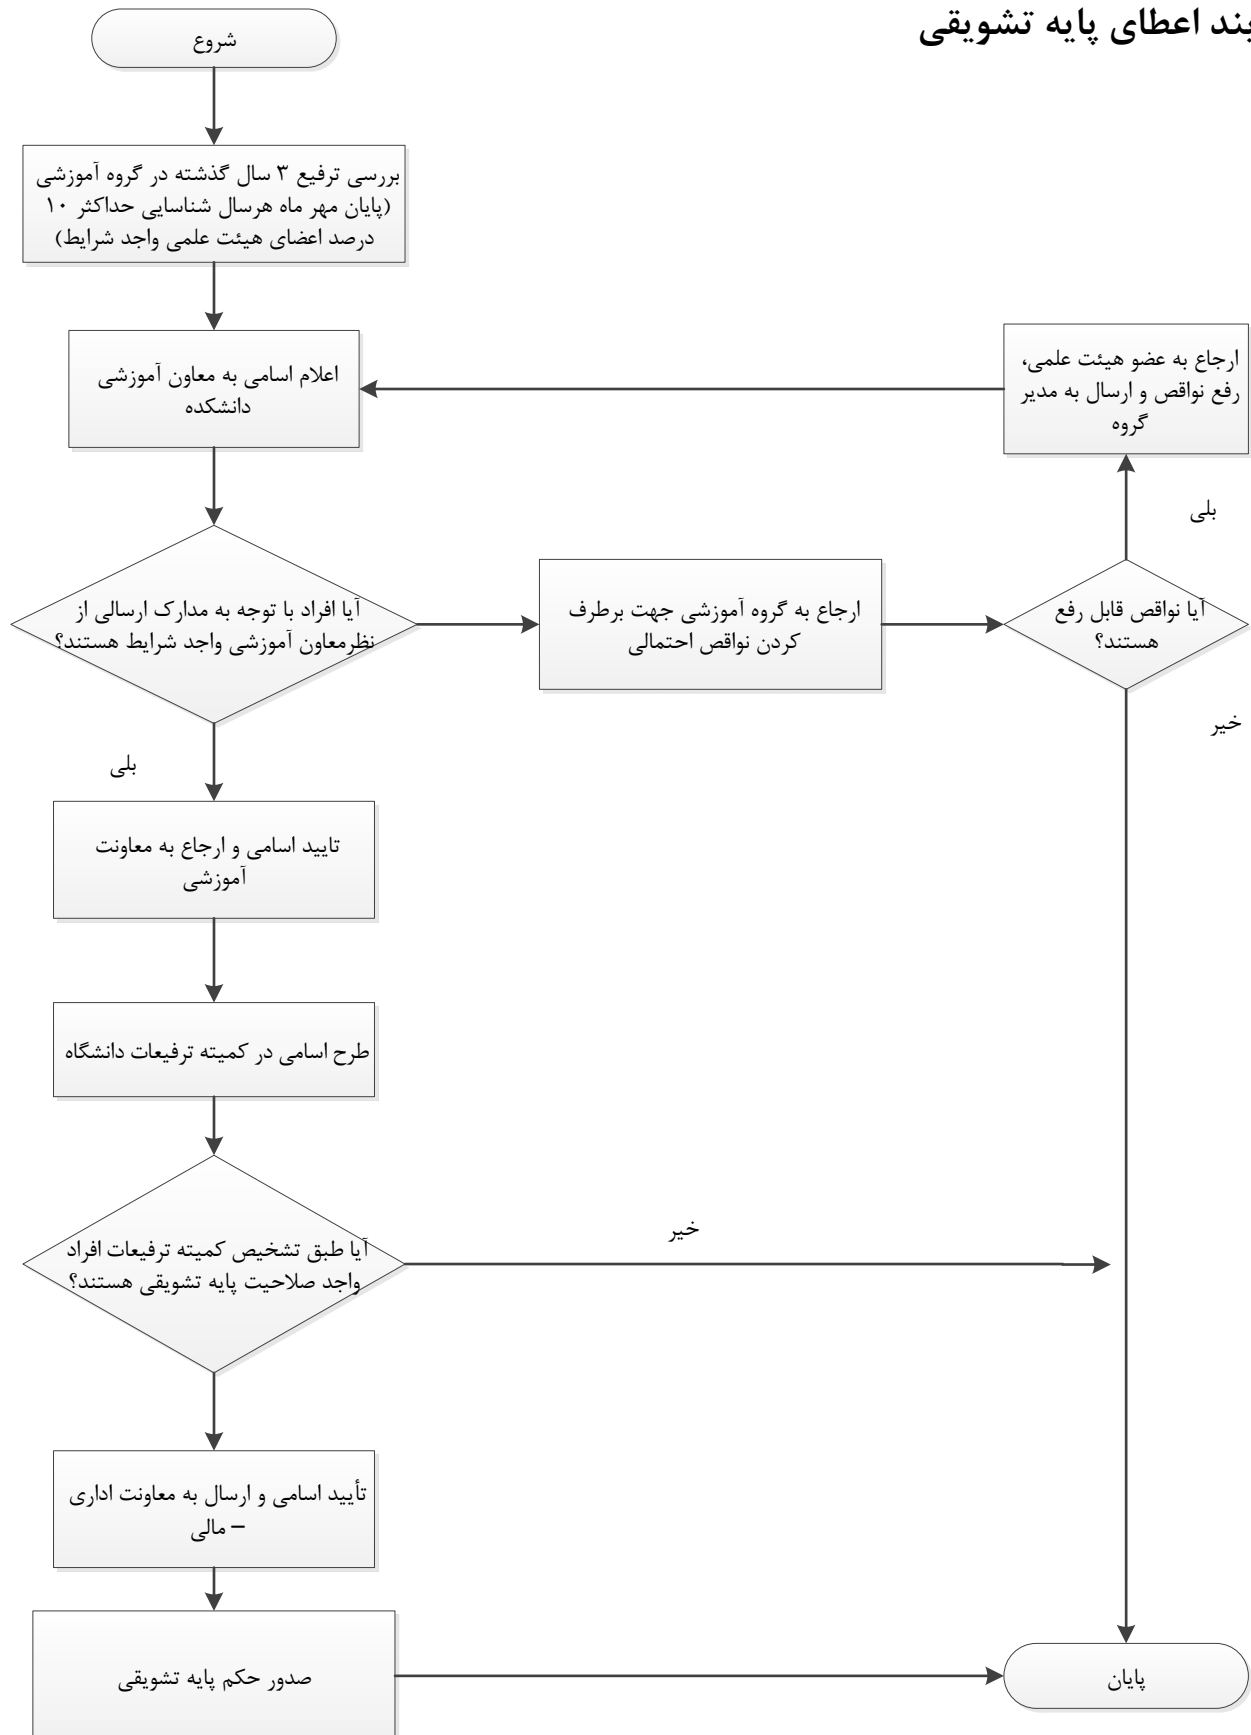 بند اعطای پایه تشویقی
شروع
بررسی ترفیع ۳ سال گذشته در گروه آموزشی
(پایان مهر ماه هرسال شناسایی حداکثر ۱۰
درصد اعضای هیئت علمی واجد شرایط)
اعلام اسامی به معاون آموزشی
دانشکده
ارجاع به عضو هیئت علمی،
رفع نواقص و ارسال به مدیر
گروه
بلی
آیا افراد با توجه به مدارک ارسالی از
نظرمعاون آموزشی واجد شرایط هستند؟
ارجاع به گروه آموزشی جهت برطرف
کردن نواقص احتمالی
آیا نواقص قابل رفع
هستند؟
خیر
بلی
تایید اسامی و ارجاع به معاونت
آموزشی
طرح اسامی در کمیته ترفیعات دانشگاه
آیا طبق تشخیص کمیته ترفیعات افراد
واجد صلاحیت پایه تشویقی هستند؟
خیر
تأیید اسامی و ارسال به معاونت اداری
– مالی
صدور حکم پایه تشویقی
پایان